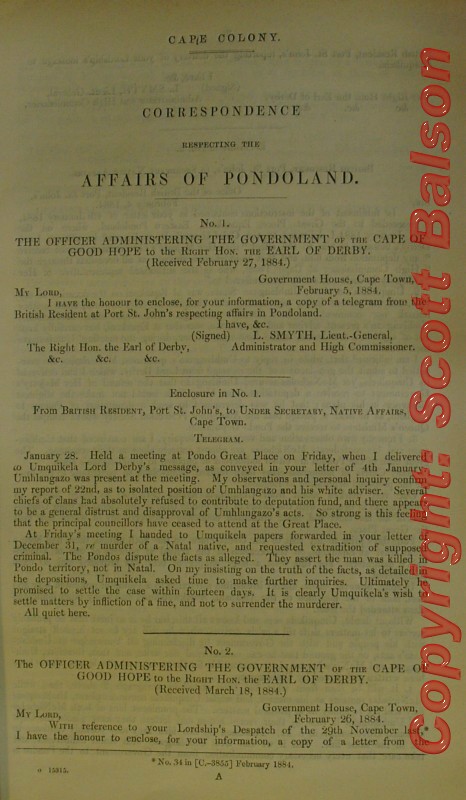 CAPE COLONY.
CORRESPONDENCE
RESPECTING THE
AFFAIRS OF PONDOLAND.
No. 1.
THE OFFICER ADMINISTERING THE GOVERNMENT OF THE CAPE OF
GOOD HOPE to the RIGHT HON. THE EARL OF DERBY.
(Received February 27, 1884.)
Government House, Cape Town,
MY LORD, February 5, 1884.
I HAVE the honour to enclose, for your information, a copy of a telegram from the
British Resident at Port St. John's respecting affairs in Pondoland.
I have, &c.
(Signed) L. SMYTH, Lieut.-General,
The Right Hon. the Earl of Derby, Administrator and High Commissioner.
&c. &c. &c.
Enclosure in No. 1.
From BRITISH RESIDENT, Port St. John's, to UNDER SECRETARY, NATIVE AFFAIRS,
Cape Town.
TELEGRAM.
January 28. Held a meeting at Pondo Great Place on Friday, when I delivered
to Umquikela Lord Derby's message, as conveyed in your letter of 4th January.
Umhlangazo was present at the meeting. My observations and personal inquiry confirm
my report of 22nd, as to isolated position of Umhlangazo and his white adviser. Several
chiefs of clans had absolutely refused to contribute to deputation fund, and there appears
to be a general distrust and disapproval of Umhlangazo's acts. So strong is this feeling
that the principal councillors have ceased to attend at the Great Place.
At Friday's meeting I handed to Umquikela papers forwarded in your letter of
December 31, re murder of a Natal native, and requested extradition of supposed
criminal. The Pondos dispute the facts as alleged. They assert the man was killed in
Pondo territory, not in Natal. On my insisting on the truth of the facts, as detailed in
the depositions, Umquikela asked time to make further inquiries. Ultimately he
promised to settle the case within fourteen days. It is clearly Umquikela's wish to
settle matters by infliction of a fine, and not to surrender the murderer.
All quiet here.
No. 2.
The OFFICER ADMINISTERING THE GOVERNMENT OF THE CAPE OF
GOOD HOPE to the RIGHT HON. the EARL OF DERBY.
(Received March 18, 1884.)
Government House, Cape Town,
MY LORD, February 26, 1884.
WITH reference to your Lordship's Despatch of the 29th November last,*
I have the honour to enclose, for your information, a copy of a letter from the
* No. 34 in [C.—3855] February 1884.
o 15315.
A
Copyright: Scott Balson